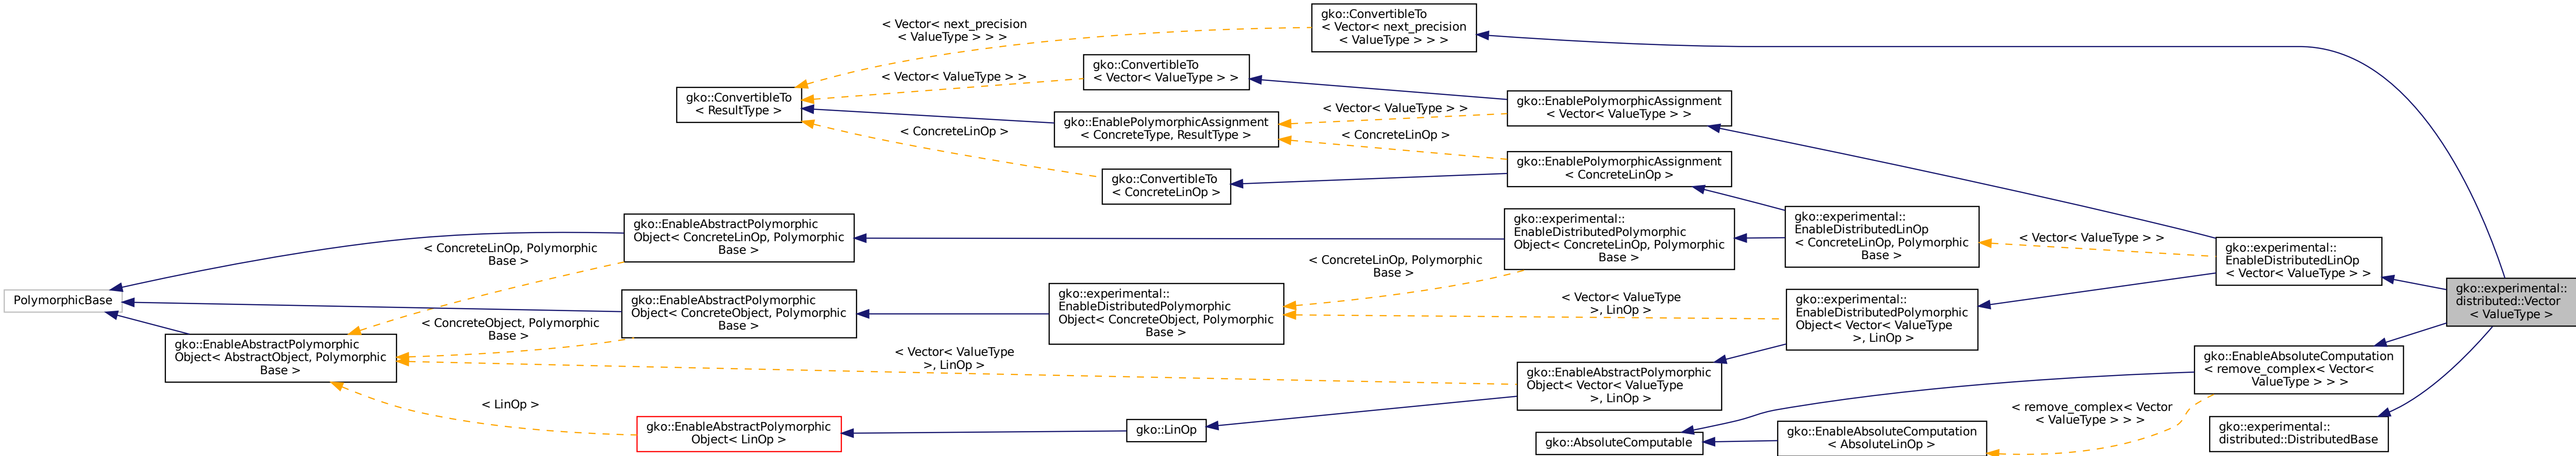 gko::ConvertibleTo
< Vector< next_precision
< ValueType > > >
< Vector< next_precision
< ValueType > > >
gko::ConvertibleTo
< Vector< ValueType > >
< Vector< ValueType > >
gko::ConvertibleTo
< ResultType >
gko::EnablePolymorphicAssignment
< Vector< ValueType > >
< Vector< ValueType > >
gko::EnablePolymorphicAssignment
< ConcreteType, ResultType >
< ConcreteLinOp >
< ConcreteLinOp >
gko::EnablePolymorphicAssignment
< ConcreteLinOp >
gko::ConvertibleTo
< ConcreteLinOp >
gko::EnableAbstractPolymorphic
Object< ConcreteLinOp, Polymorphic
Base >
gko::experimental::
EnableDistributedPolymorphic
Object< ConcreteLinOp, Polymorphic
Base >
gko::experimental::
EnableDistributedLinOp
< ConcreteLinOp, Polymorphic
Base >
< Vector< ValueType > >
gko::experimental::
EnableDistributedLinOp
< Vector< ValueType > >
< ConcreteLinOp, Polymorphic
Base >
< ConcreteLinOp, Polymorphic
Base >
gko::experimental::
distributed::Vector
< ValueType >
PolymorphicBase
gko::EnableAbstractPolymorphic
Object< ConcreteObject, Polymorphic
Base >
gko::experimental::
EnableDistributedPolymorphic
Object< ConcreteObject, Polymorphic
Base >
< Vector< ValueType
>, LinOp >
gko::experimental::
EnableDistributedPolymorphic
Object< Vector< ValueType
>, LinOp >
< ConcreteObject, Polymorphic
Base >
gko::EnableAbstractPolymorphic
Object< AbstractObject, Polymorphic
Base >
< Vector< ValueType
>, LinOp >
gko::EnableAbstractPolymorphic
Object< Vector< ValueType
>, LinOp >
gko::EnableAbsoluteComputation
< remove_complex< Vector<
ValueType > > >
< LinOp >
gko::EnableAbstractPolymorphic
Object< LinOp >
gko::LinOp
gko::AbsoluteComputable
gko::EnableAbsoluteComputation
< AbsoluteLinOp >
< remove_complex< Vector
< ValueType > > >
gko::experimental::
distributed::DistributedBase